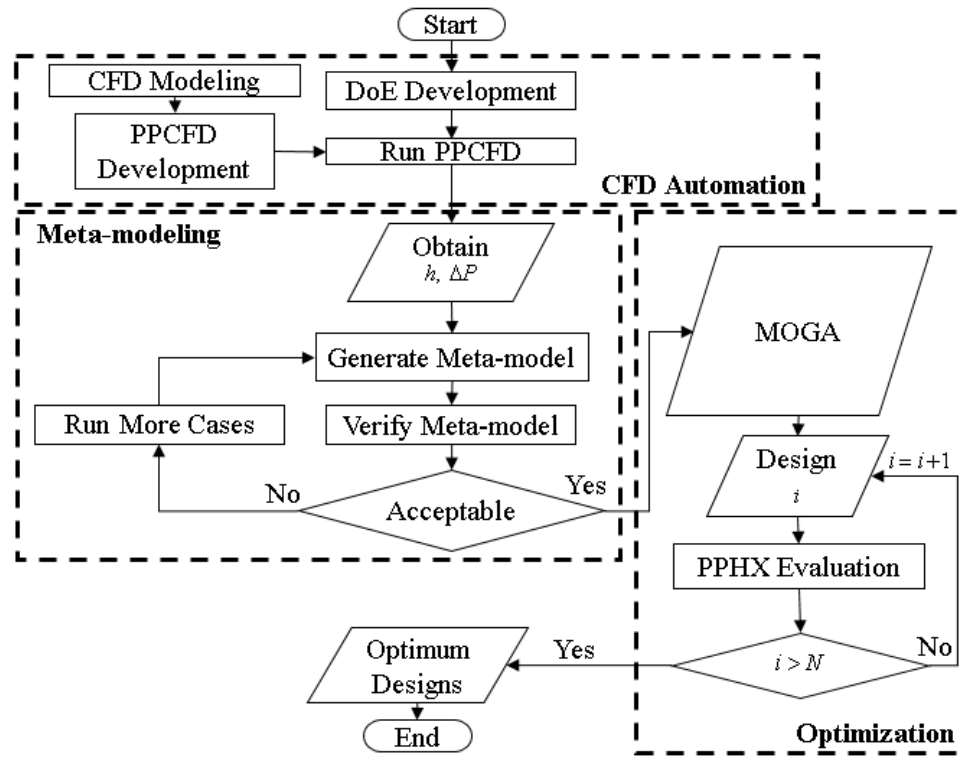 Start
CFD Modeling
DoE Development
PPCFD
Development
Run PPCFD
CFD Automation
Meta-modeling
Obtain
h, ΔP
Generate Meta-model
Run More Cases
Verify Meta-model
No
Acceptable
Yes
MOGA
Design
i
i = i+1
PPHX Evaluation
i > N
No
Yes
Optimum
Designs
End
Optimization